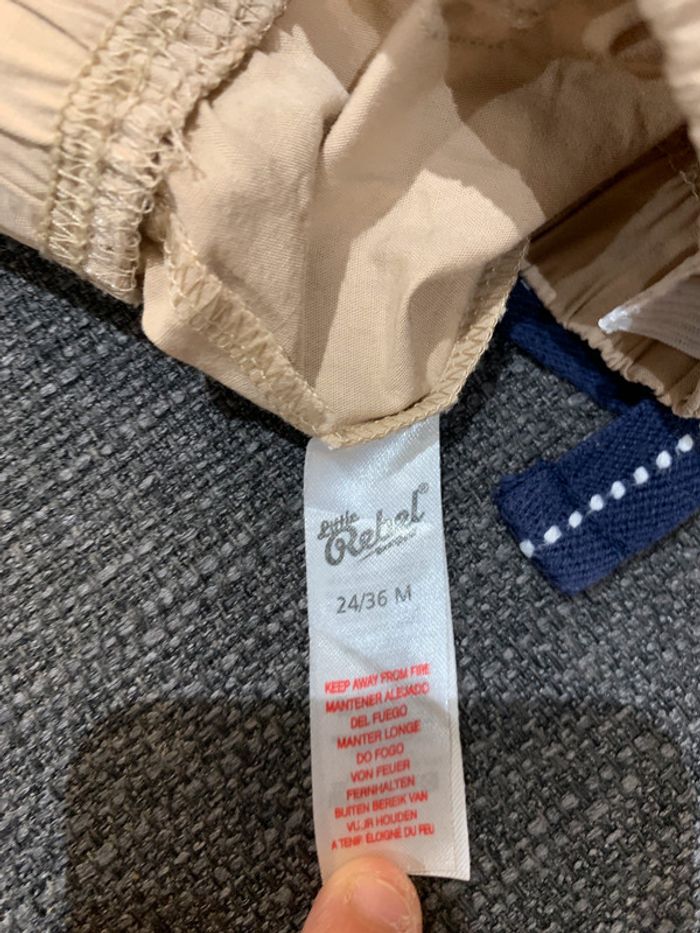 Little
Rebel®
24/36 M
KEEP AWAY FROM FIRE
MANTENER ALEJADO
DEL FUEGO
MANTER LONGE
DO FOGO
VON FEUER
FERNHALTEN
BUITEN BEREIK VAN
VUUR HOUDEN
A TENIR ÉLOIGNÉ DU FEU